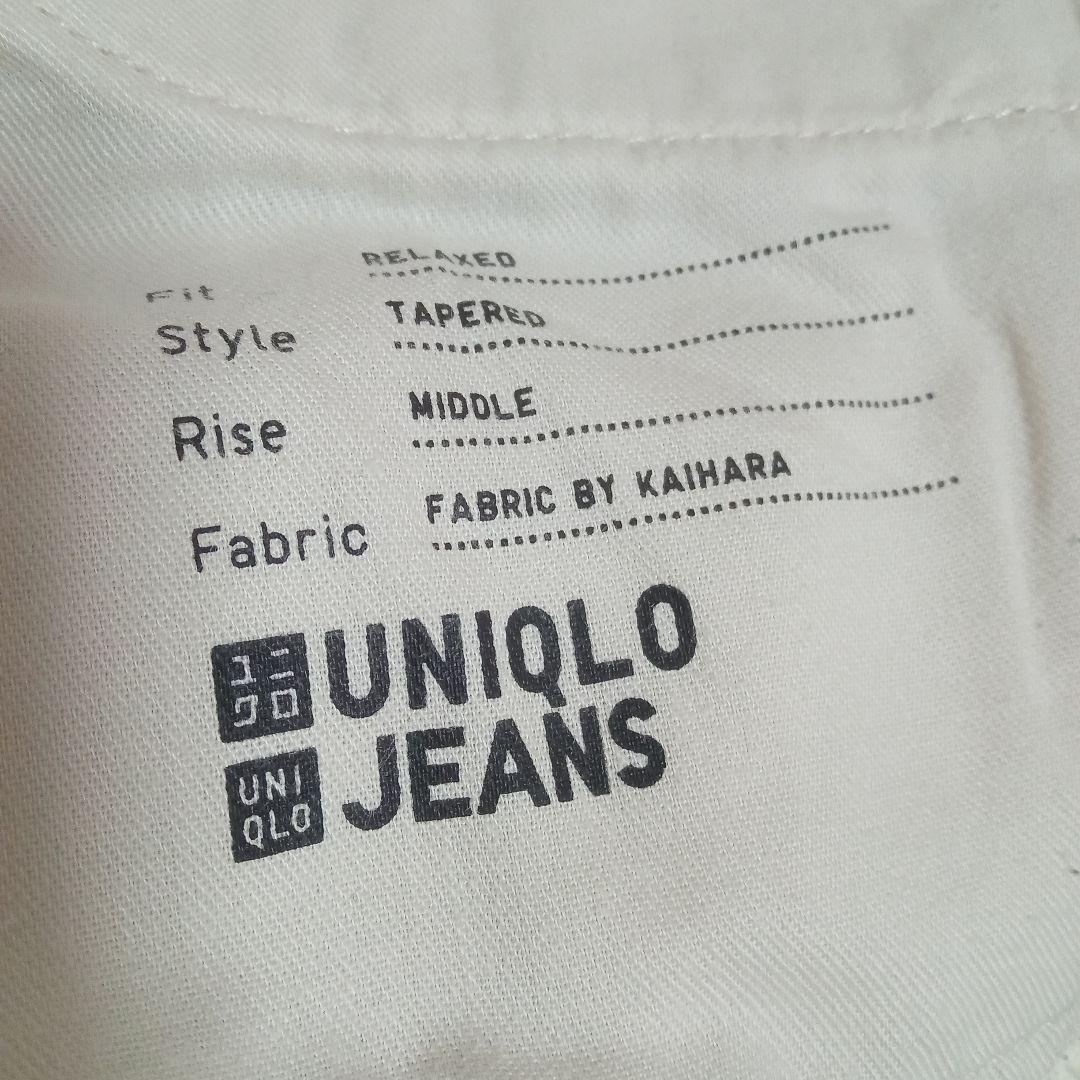 Fit RELAXED
Style TAPERED
Rise MIDDLE
Fabric FABRIC BY KAIHARA
ユニ
クロ
UNIQLO
UNI
QLO
JEANS